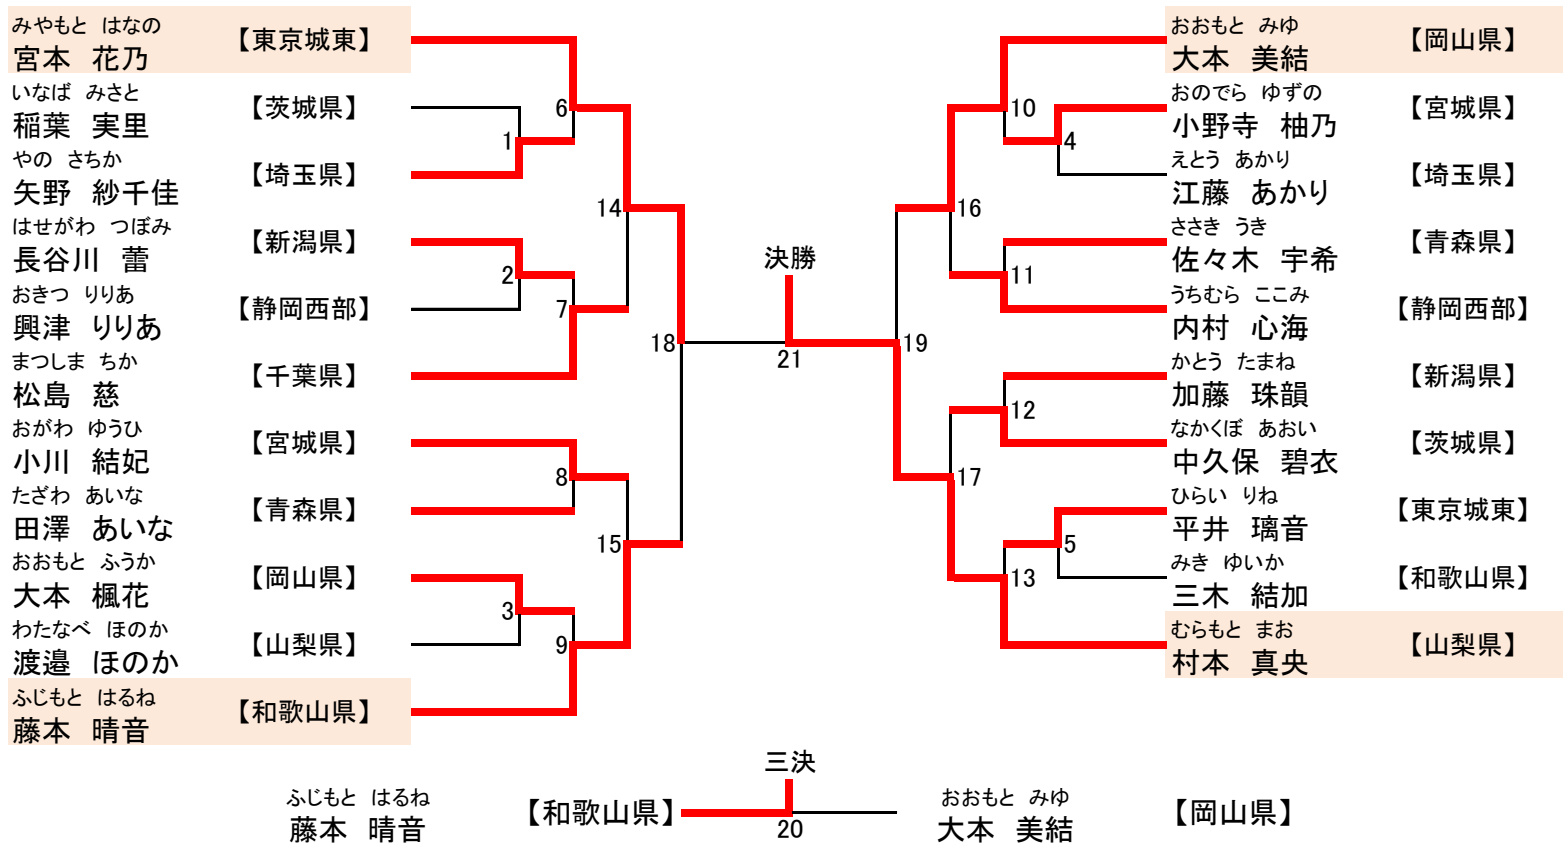 みやもと はなの
宮本 花乃 【東京城東】
いなば みさと
稲葉 実里 【茨城県】
やの さちか
矢野 紗千佳 【埼玉県】
はせがわ つぼみ
長谷川 蕾 【新潟県】
おきつ りりあ
興津 りりあ 【静岡西部】
まつしま ちか
松島 慈 【千葉県】
おがわ ゆうひ
小川 結妃 【宮城県】
たざわ あいな
田澤 あいな 【青森県】
おおもと ふうか
大本 楓花 【岡山県】
わたなべ ほのか
渡邉 ほのか 【山梨県】
ふじもと はるね
藤本 晴音 【和歌山県】
6
1
14
2
7
18
8
15
3
9
決勝
21
10
4
16
11
19
12
17
5
13
おおもと みゆ
大本 美結 【岡山県】
おのでら ゆずの
小野寺 柚乃 【宮城県】
えとう あかり
江藤 あかり 【埼玉県】
ささき うき
佐々木 宇希 【青森県】
うちむら ここみ
内村 心海 【静岡西部】
かとう たまね
加藤 珠韻 【新潟県】
なかくぼ あおい
中久保 碧衣 【茨城県】
ひらい りね
平井 璃音 【東京城東】
みき ゆいか
三木 結加 【和歌山県】
むらもと まお
村本 真央 【山梨県】
三決
ふじもと はるね
藤本 晴音 【和歌山県】
20
おおもと みゆ
大本 美結 【岡山県】